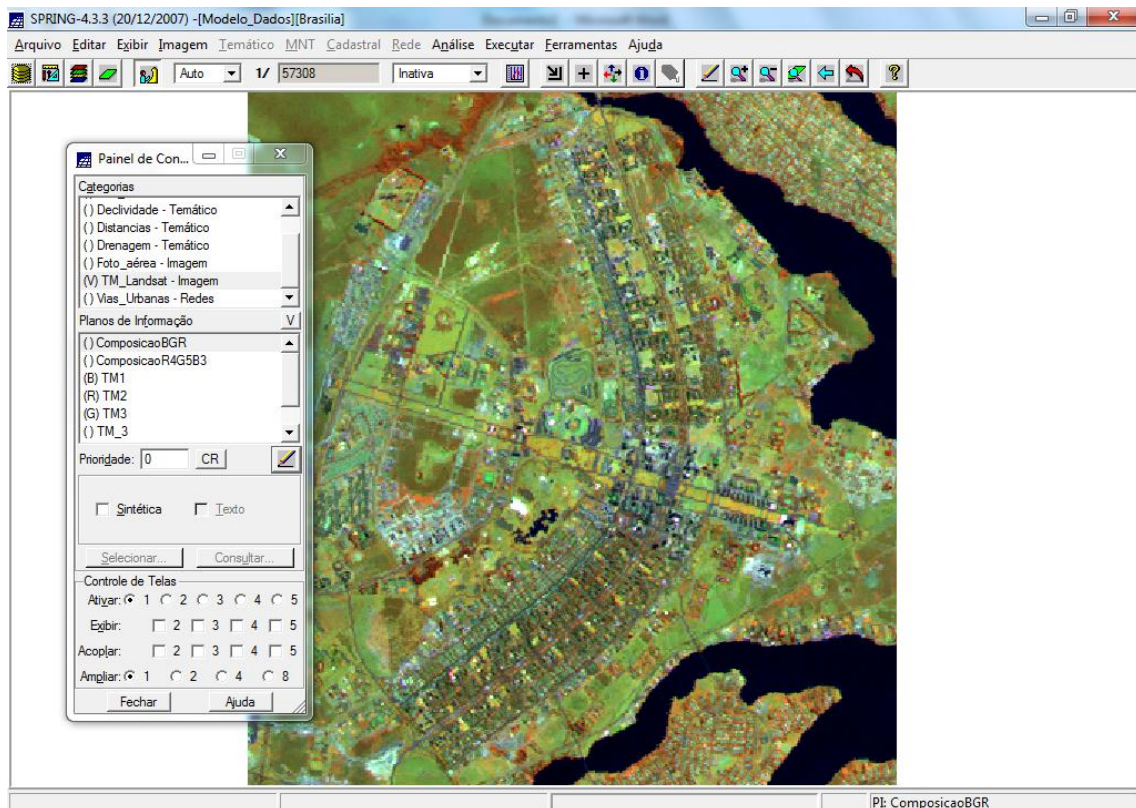 SPRING-4.3.3 (20/12/2007) -[Modelo_Dados][Brasilia]
Arquivo Editar Exibir Imagem Temático MNT Cadastral Rede Análise Executar Ferramentas Ajuda
Auto 1/ 57308 Inativa
Painel de Con...
Categorias
() Declividade - Temático
() Distancias - Temático
() Drenagem - Temático
() Foto_aérea - Imagem
(V) TM_Landsat - Imagem
() Vias_Urbanas - Redes
Planos de Informação V
() ComposicaoBGR
() ComposicaoR4G5B3
(B) TM1
(R) TM2
(G) TM3
() TM_3
Prioridade: 0 CR
Sintética Texto
Selecionar... Consultar...
Controle de Telas
Ativar: 1 2 3 4 5
Exibir: 2 3 4 5
Acoplar: 2 3 4 5
Ampliar: 1 2 4 8
Fechar Ajuda
PI: ComposicaoBGR